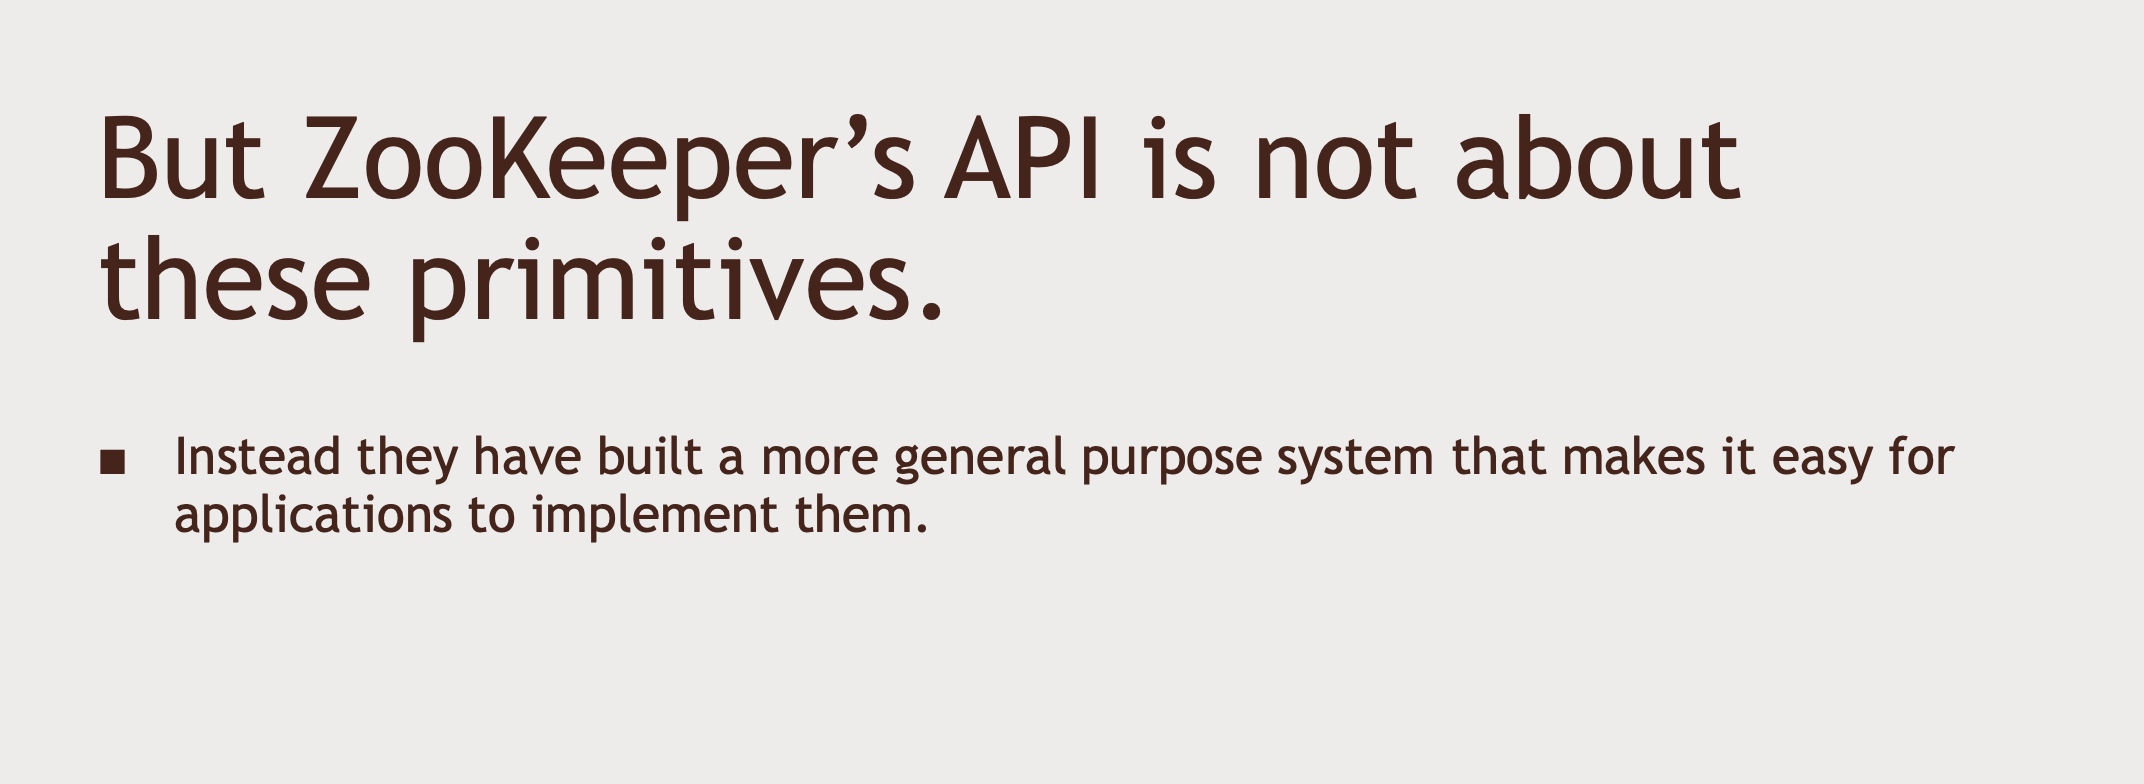 But ZooKeeper’s API is not about
these primitives.
■ Instead they have built a more general purpose system that makes it easy for
applications to implement them.